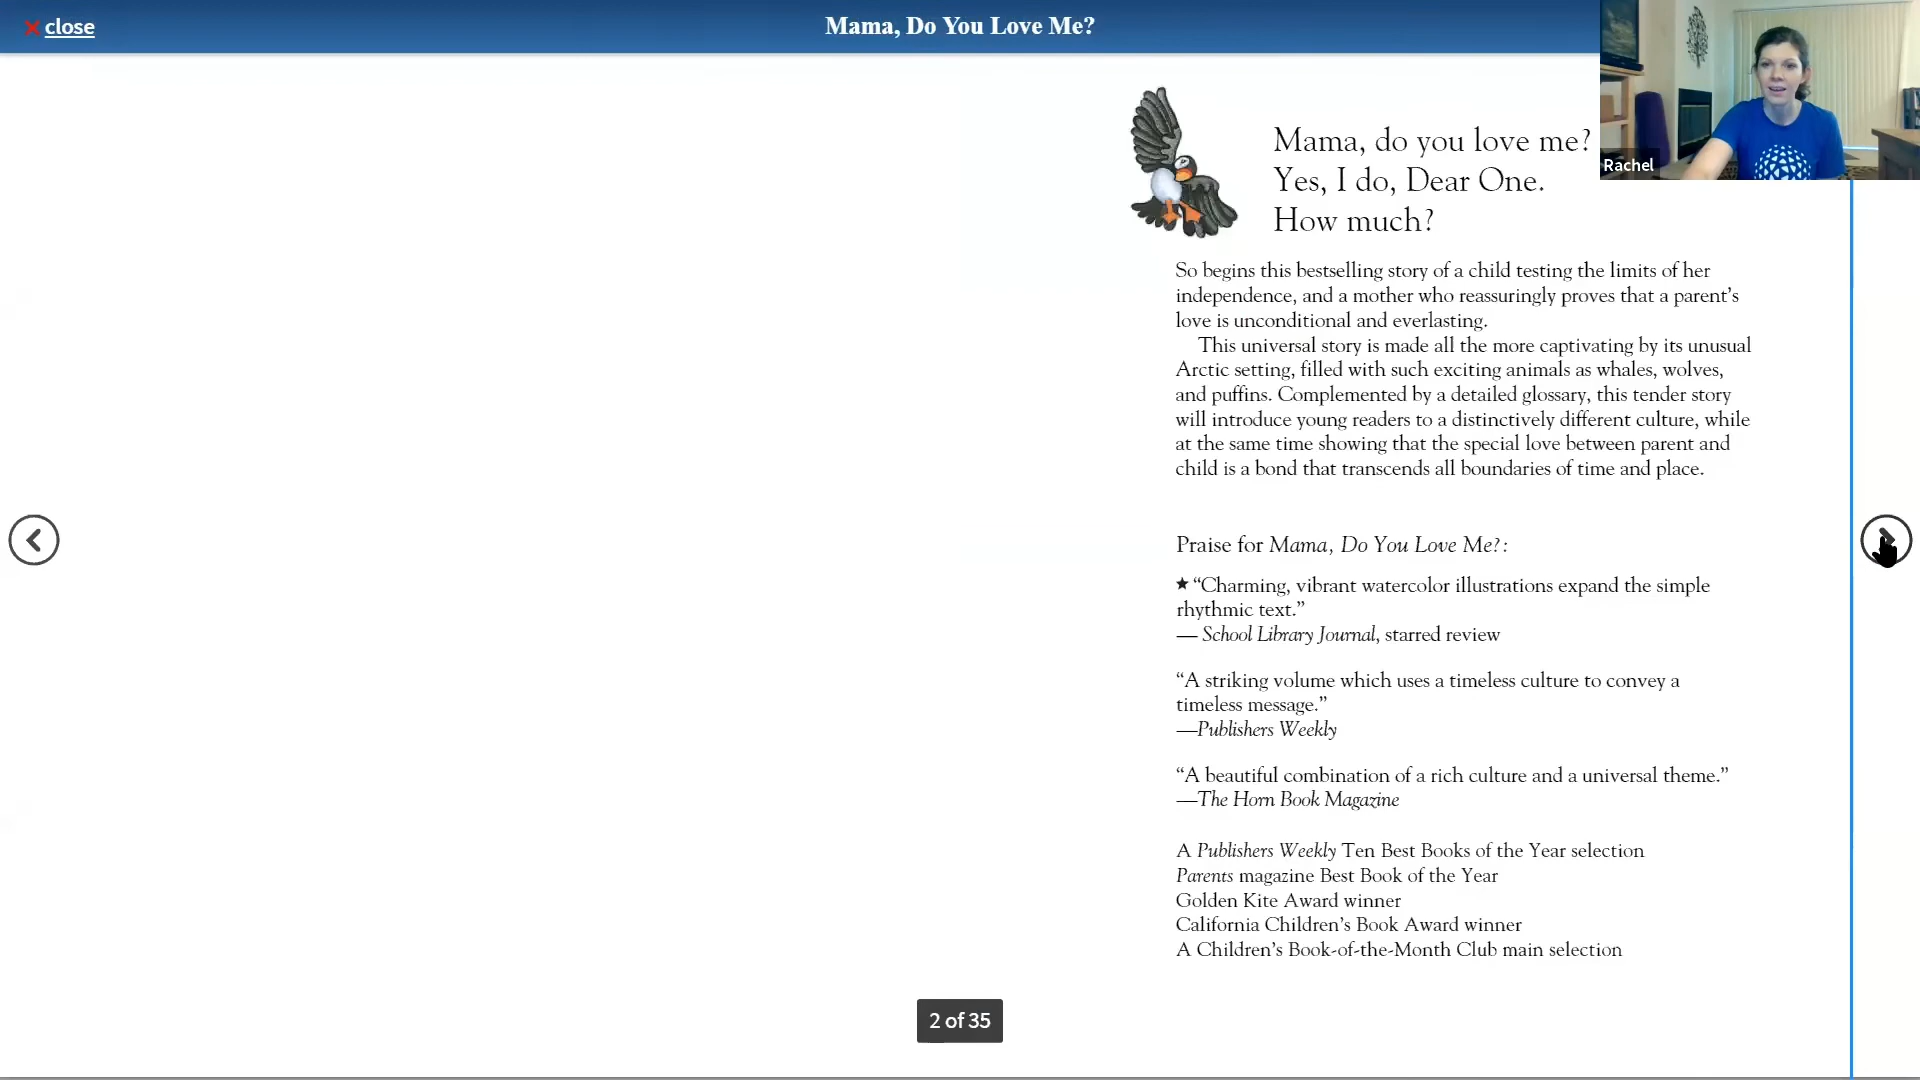 close
Mama, Do You Love Me?
Rachel
Mama, do you love me?
Yes, I do, Dear One.
How much?
So begins this bestselling story of a child testing the limits of her
independence, and a mother who reassuringly proves that a parent’s
love is unconditional and everlasting.
This universal story is made all the more captivating by its unusual
Arctic setting, filled with such exciting animals as whales, wolves,
and puffins. Complemented by a detailed glossary, this tender story
will introduce young readers to a distinctively different culture, while
at the same time showing that the special love between parent and
child is a bond that transcends all boundaries of time and place.
Praise for Mama, Do You Love Me?:
★ “Charming, vibrant watercolor illustrations expand the simple
rhythmic text.”
— School Library Journal, starred review
“A striking volume which uses a timeless culture to convey a
timeless message.”
—Publishers Weekly
“A beautiful combination of a rich culture and a universal theme.”
—The Horn Book Magazine
A Publishers Weekly Ten Best Books of the Year selection
Parents magazine Best Book of the Year
Golden Kite Award winner
California Children’s Book Award winner
A Children’s Book-of-the-Month Club main selection
2 of 35